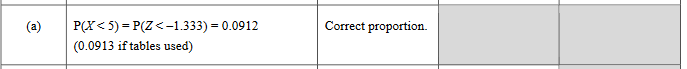 (a) P(X < 5) = P(Z < –1.333) = 0.0912 Correct proportion.
(0.0913 if tables used)